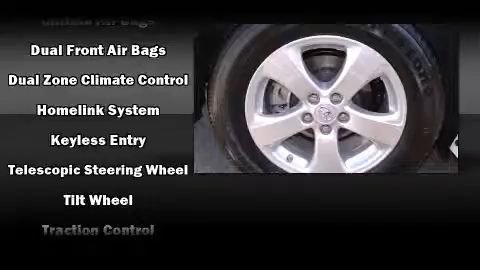 Dual Front Air Bags
Dual Zone Climate Control
Homelink System
Keyless Entry
Telescopic Steering Wheel
Tilt Wheel
Traction Control